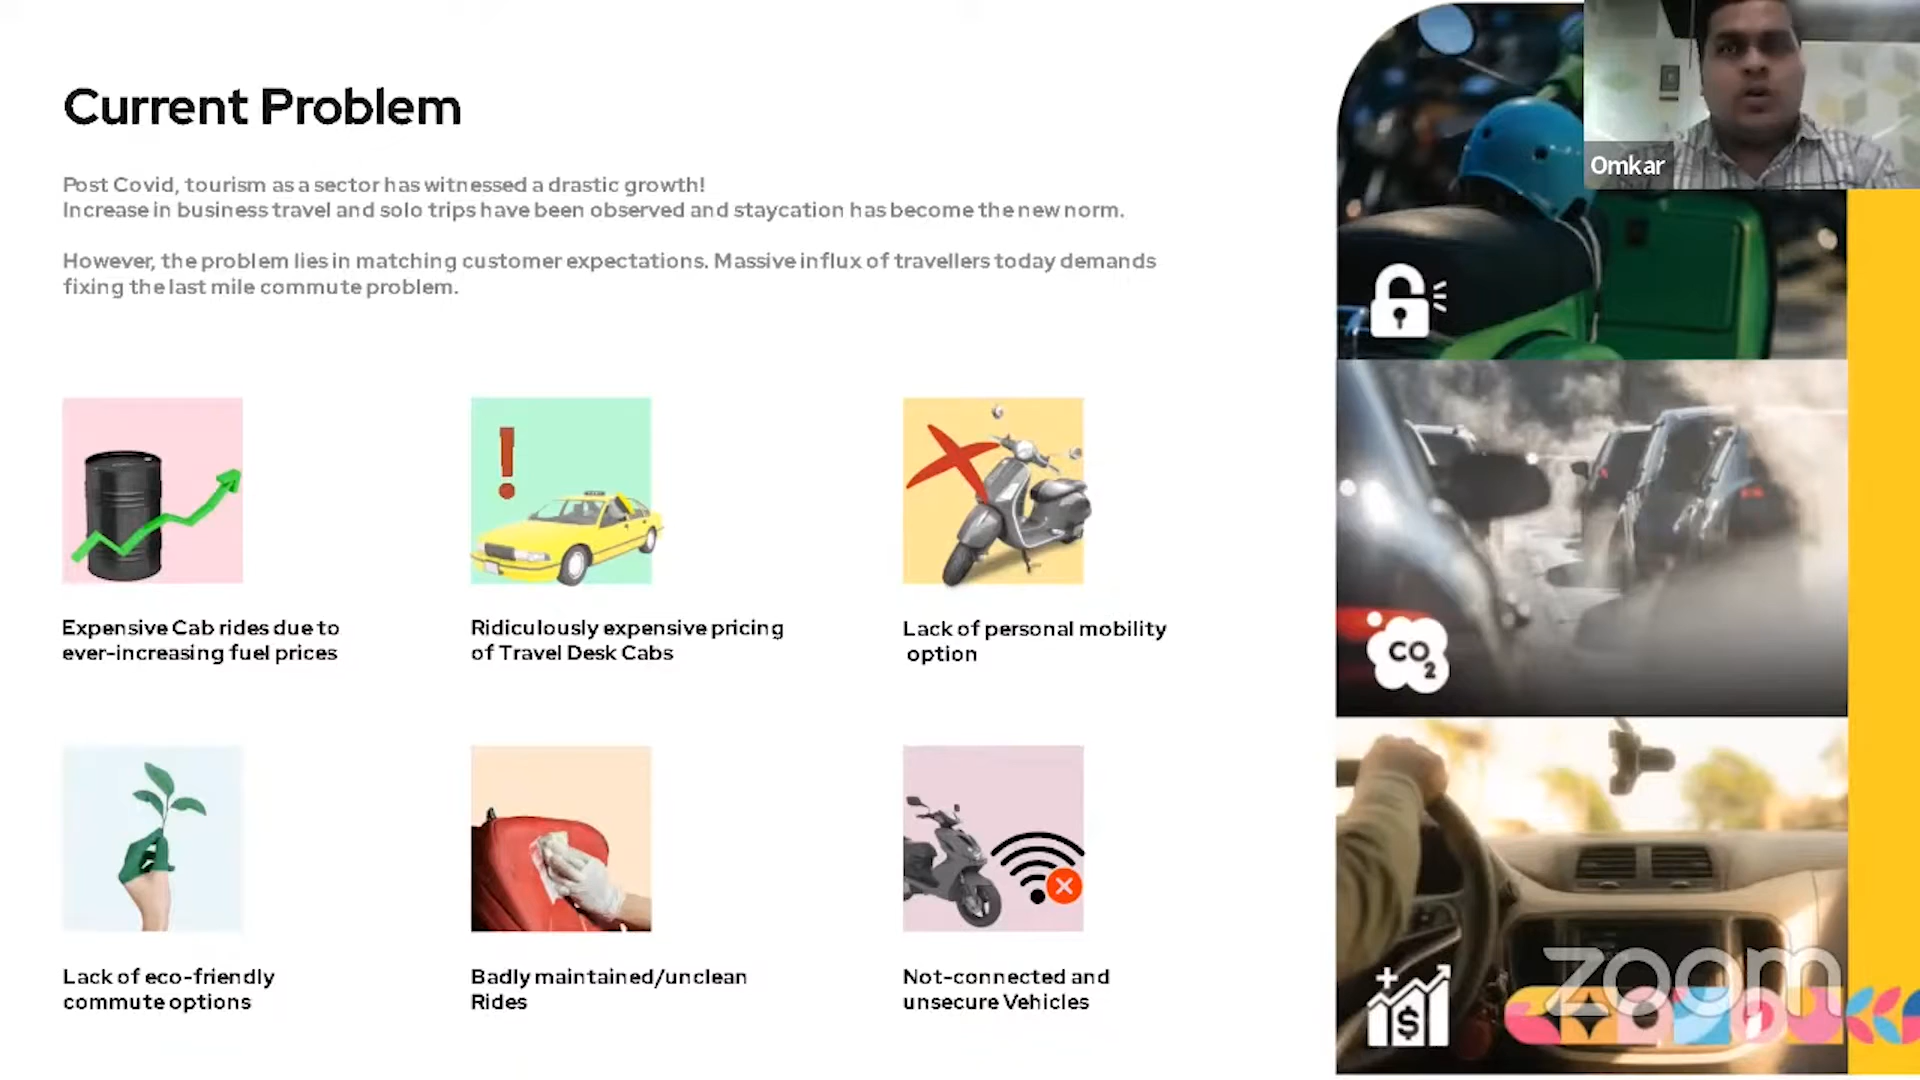 Current Problem
Post Covid, tourism as a sector has witnessed a drastic growth!
Increase in business travel and solo trips have been observed and staycation has become the new norm.
However, the problem lies in matching customer expectations. Massive influx of travellers today demands
fixing the last mile commute problem.
Expensive Cab rides due to
ever-increasing fuel prices
Ridiculously expensive pricing
of Travel Desk Cabs
Lack of personal mobility
option
Lack of eco-friendly
commute options
Badly maintained/unclean
Rides
Not-connected and
unsecure Vehicles
Omkar
CO2
$
zoom